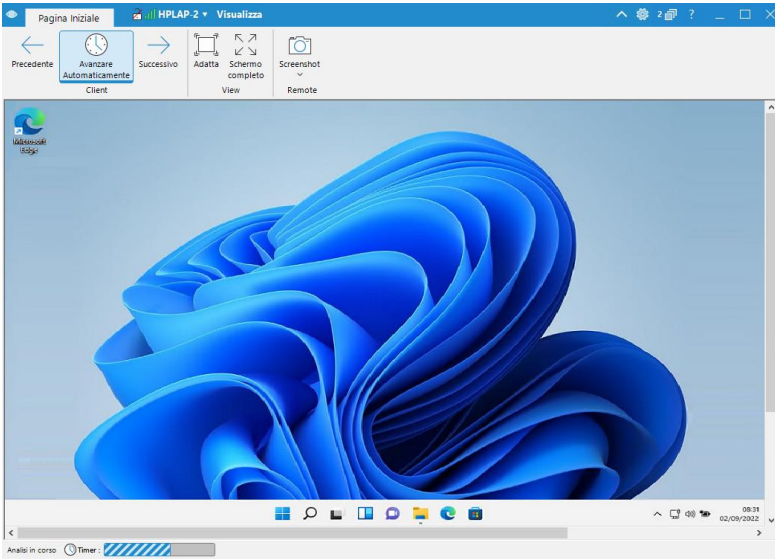 Pagina Iniziale
HPLAP-2 Visualizza
2
?
Precedente
Avanzare
Automaticamente
Successivo
Client
Adatta
Schermo
completo
View
Screenshot
Remote
Microsoft
Edge
08:31
02/09/2022
Analisi in corso Timer :